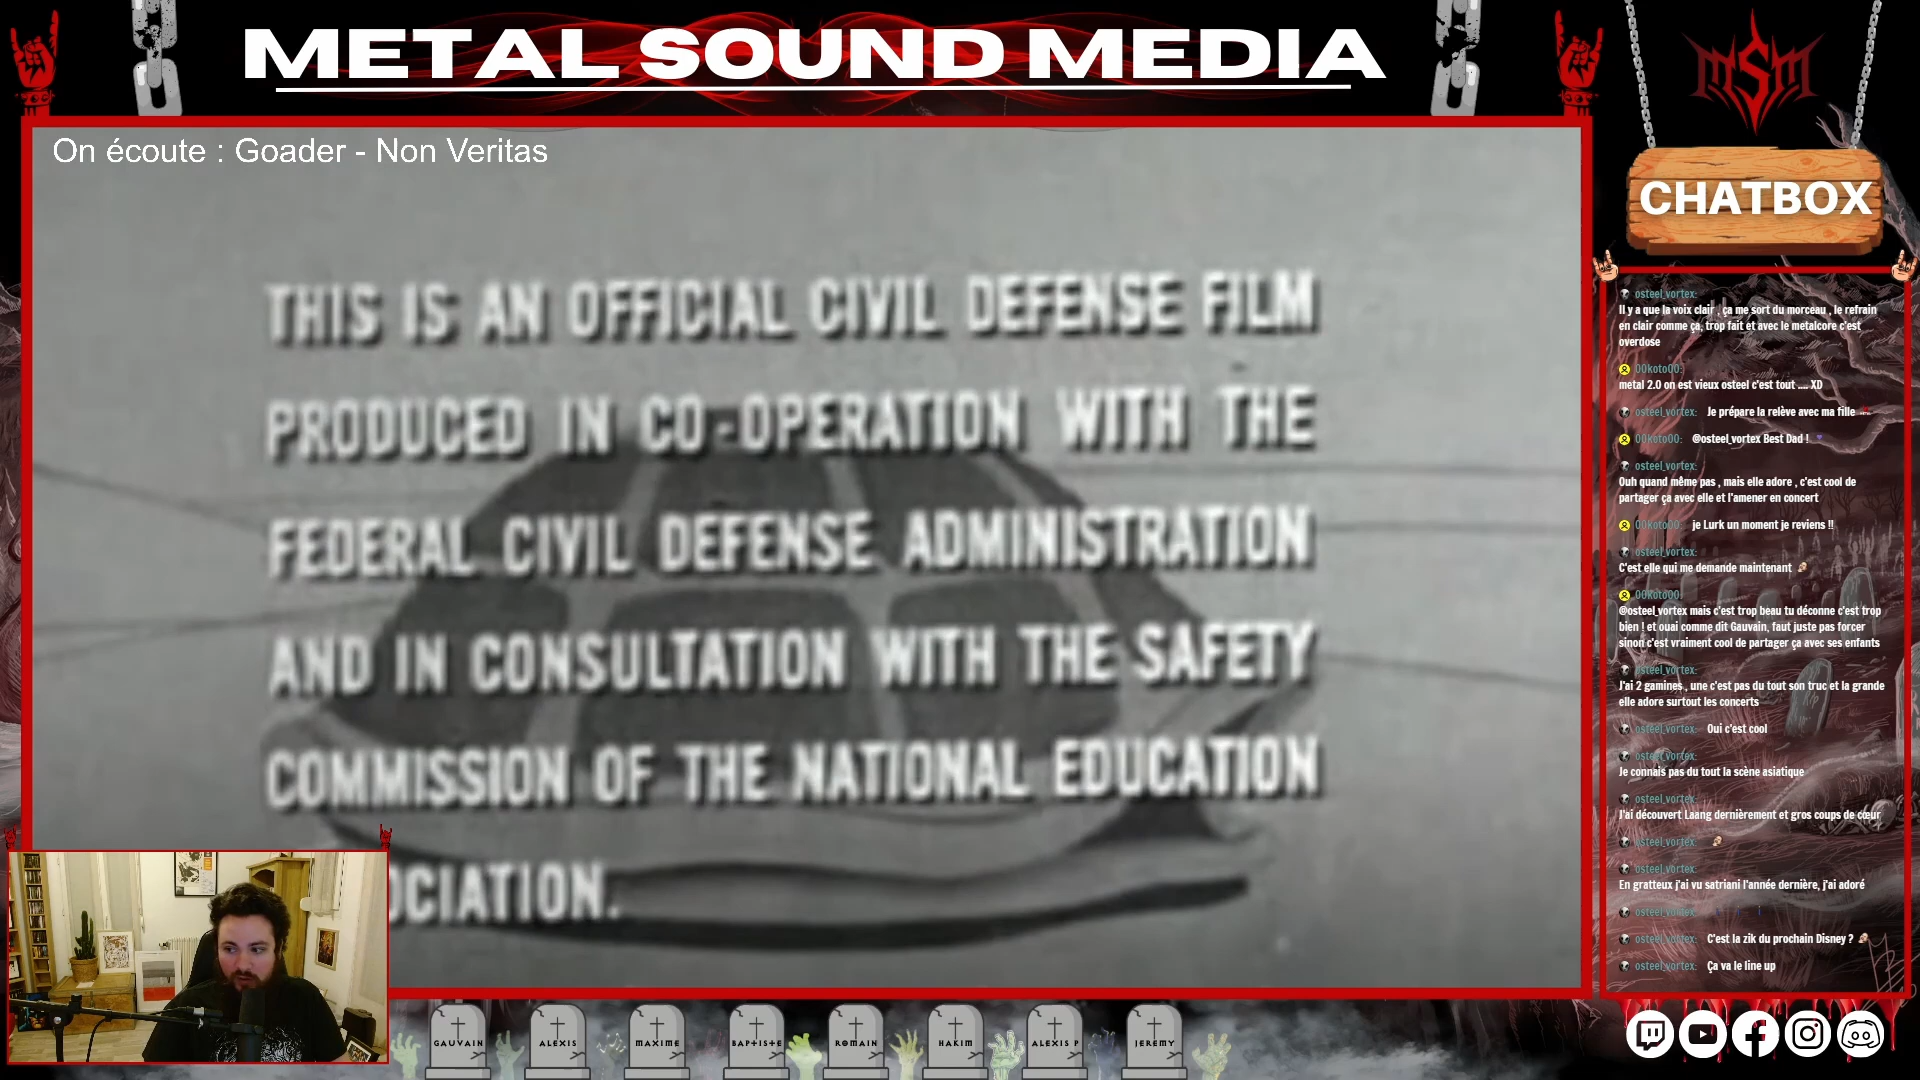 METAL SOUND MEDIA
MSM
On écoute : Goader - Non Veritas
THIS IS AN OFFICIAL CIVIL DEFENSE FILM
PRODUCED IN CO-OPERATION WITH THE
FEDERAL CIVIL DEFENSE ADMINISTRATION
AND IN CONSULTATION WITH THE SAFETY
COMMISSION OF THE NATIONAL EDUCATION
OCIATION.
CHATBOX
osteel_vortex:
Il y a que la voix clair , ça me sort du morceau , le refrain
en clair comme ça, trop fait et avec le metalcore c'est
overdose
00koto00:
metal 2.0 on est vieux osteel c'est tout .... XD
osteel_vortex: Je prépare la relève avec ma fille
00koto00: @osteel_vortex Best Dad !
osteel_vortex:
Ouh quand même pas , mais elle adore , c'est cool de
partager ça avec elle et l'amener en concert
00koto00: je Lurk un moment je reviens !!
osteel_vortex:
C'est elle qui me demande maintenant
00koto00:
@osteel_vortex mais c'est trop beau tu déconne c'est trop
bien ! et ouai comme dit Gauvain, faut juste pas forcer
sinon c'est vraiment cool de partager ça avec ses enfants
osteel_vortex:
J'ai 2 gamines , une c'est pas du tout son truc et la grande
elle adore surtout les concerts
osteel_vortex: Oui c'est cool
osteel_vortex:
Je connais pas du tout la scène asiatique
osteel_vortex:
J'ai découvert Laang dernièrement et gros coups de cœur
osteel_vortex:
osteel_vortex:
En gratteux j'ai vu satriani l'année dernière, j'ai adoré
osteel_vortex:
osteel_vortex: C'est la zik du prochain Disney ?
osteel_vortex: Ça va le line up
GAUVAIN
ALEXIS
MAXIME
BAPTISTE
ROMAIN
HAKIM
ALEXIS P
JEREMY